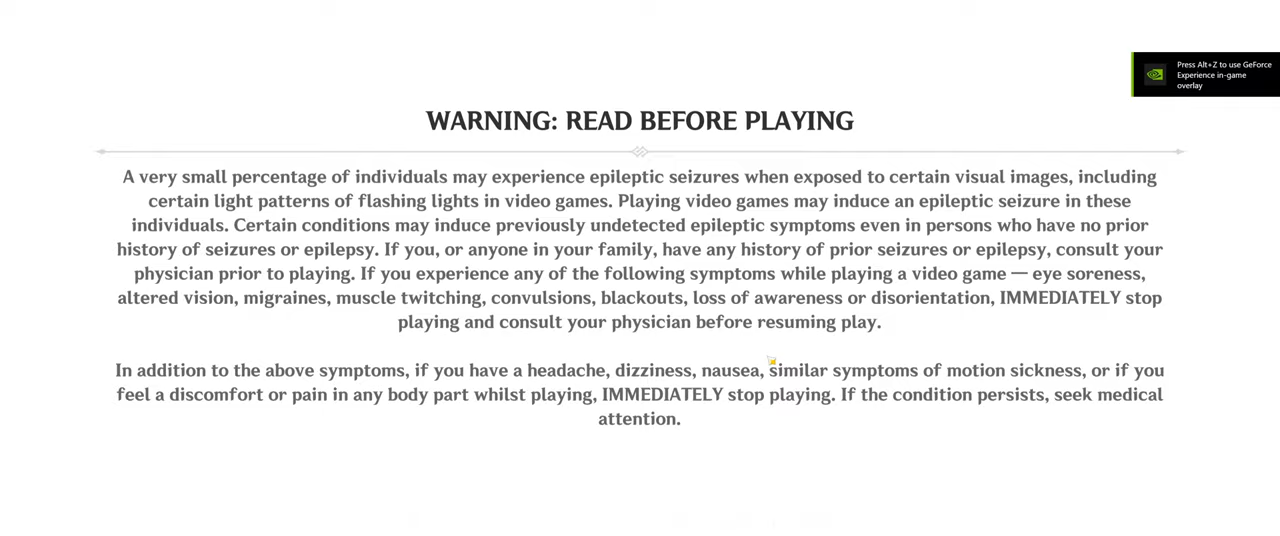 Press Alt+Z to use GeForce
Experience in-game
overlay
WARNING: READ BEFORE PLAYING
A very small percentage of individuals may experience epileptic seizures when exposed to certain visual images, including
certain light patterns of flashing lights in video games. Playing video games may induce an epileptic seizure in these
individuals. Certain conditions may induce previously undetected epileptic symptoms even in persons who have no prior
history of seizures or epilepsy. If you, or anyone in your family, have any history of prior seizures or epilepsy, consult your
physician prior to playing. If you experience any of the following symptoms while playing a video game — eye soreness,
altered vision, migraines, muscle twitching, convulsions, blackouts, loss of awareness or disorientation, IMMEDIATELY stop
playing and consult your physician before resuming play.
In addition to the above symptoms, if you have a headache, dizziness, nausea, similar symptoms of motion sickness, or if you
feel a discomfort or pain in any body part whilst playing, IMMEDIATELY stop playing. If the condition persists, seek medical
attention.